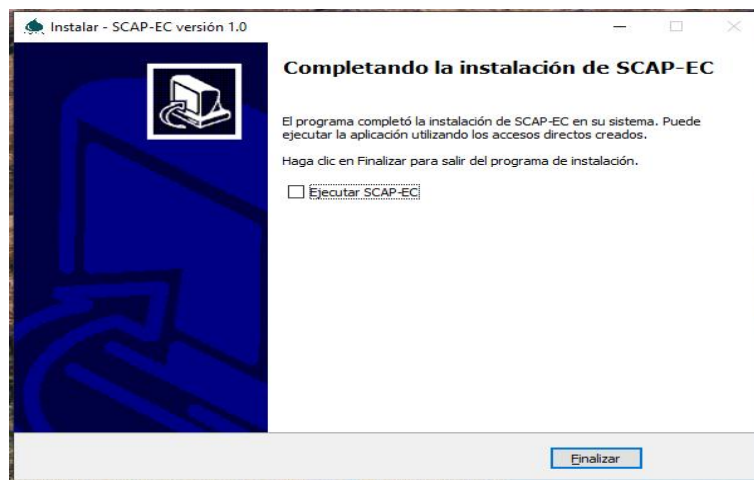 Instalar - SCAP-EC versión 1.0
Completando la instalación de SCAP-EC
El programa completó la instalación de SCAP-EC en su sistema. Puede
ejecutar la aplicación utilizando los accesos directos creados.
Haga clic en Finalizar para salir del programa de instalación.
Ejecutar SCAP-EC
Finalizar